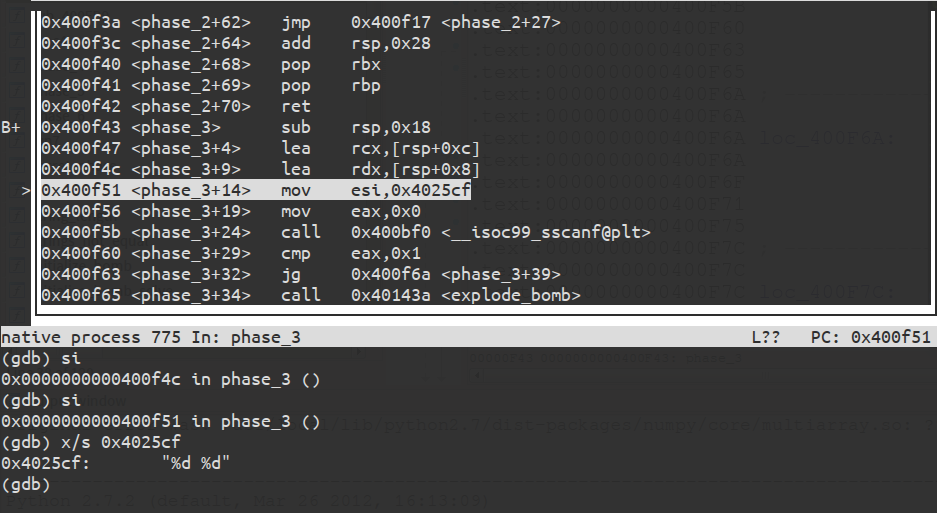 0x400f3a <phase_2+62> jmp 0x400f17 <phase_2+27>
0x400f3c <phase_2+64> add rsp,0x28
0x400f40 <phase_2+68> pop rbx
0x400f41 <phase_2+69> pop rbp
0x400f42 <phase_2+70> ret
B+ 0x400f43 <phase_3> sub rsp,0x18
0x400f47 <phase_3+4> lea rcx,[rsp+0xc]
0x400f4c <phase_3+9> lea rdx,[rsp+0x8]
> 0x400f51 <phase_3+14> mov esi,0x4025cf
0x400f56 <phase_3+19> mov eax,0x0
0x400f5b <phase_3+24> call 0x400bf0 <__isoc99_sscanf@plt>
0x400f60 <phase_3+29> cmp eax,0x1
0x400f63 <phase_3+32> jg 0x400f6a <phase_3+39>
0x400f65 <phase_3+34> call 0x40143a <explode_bomb>
native process 775 In: phase_3 L?? PC: 0x400f51
(gdb) si
0x0000000000400f4c in phase_3 ()
(gdb) si
0x0000000000400f51 in phase_3 ()
(gdb) x/s 0x4025cf
0x4025cf: "%d %d"
(gdb)